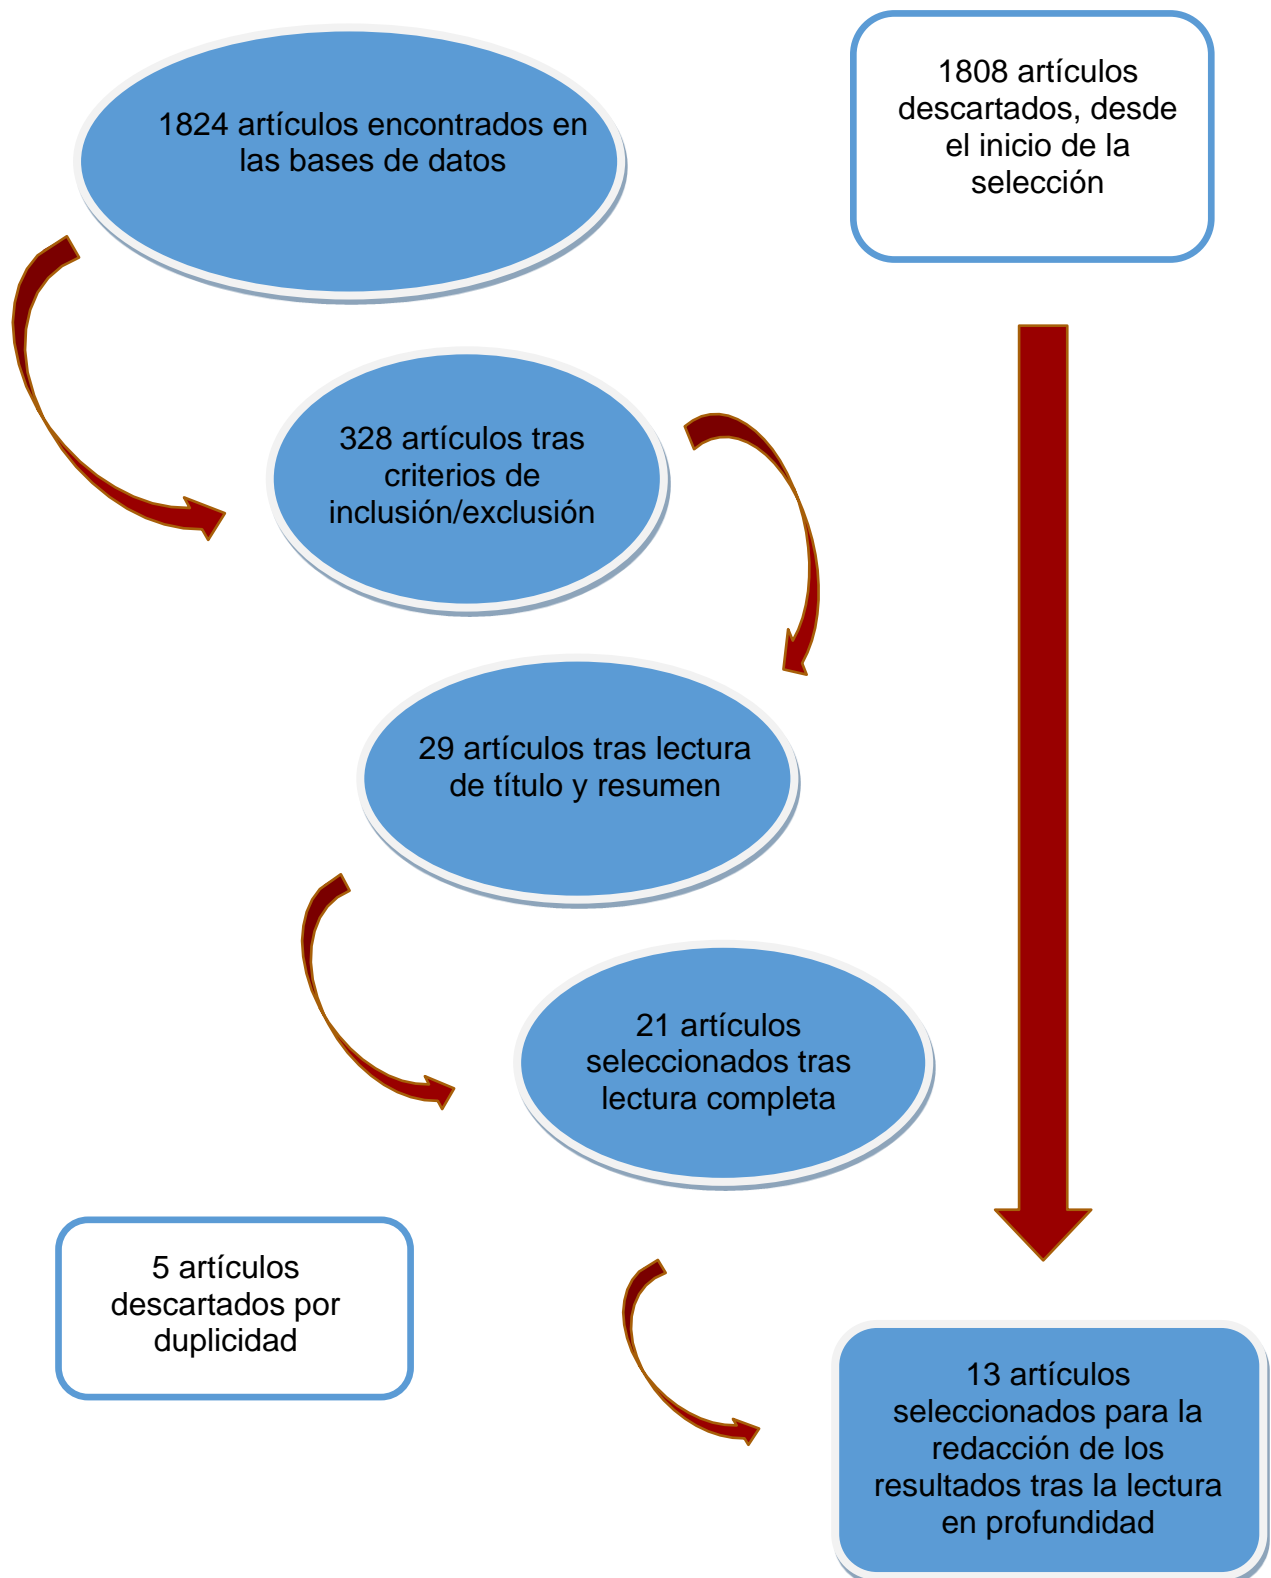 1824 artículos encontrados en
las bases de datos
1808 artículos
descartados, desde
el inicio de la
selección
328 artículos tras
criterios de
inclusión/exclusión
29 artículos tras lectura
de título y resumen
21 artículos
seleccionados tras
lectura completa
5 artículos
descartados por
duplicidad
13 artículos
seleccionados para la
redacción de los
resultados tras la lectura
en profundidad